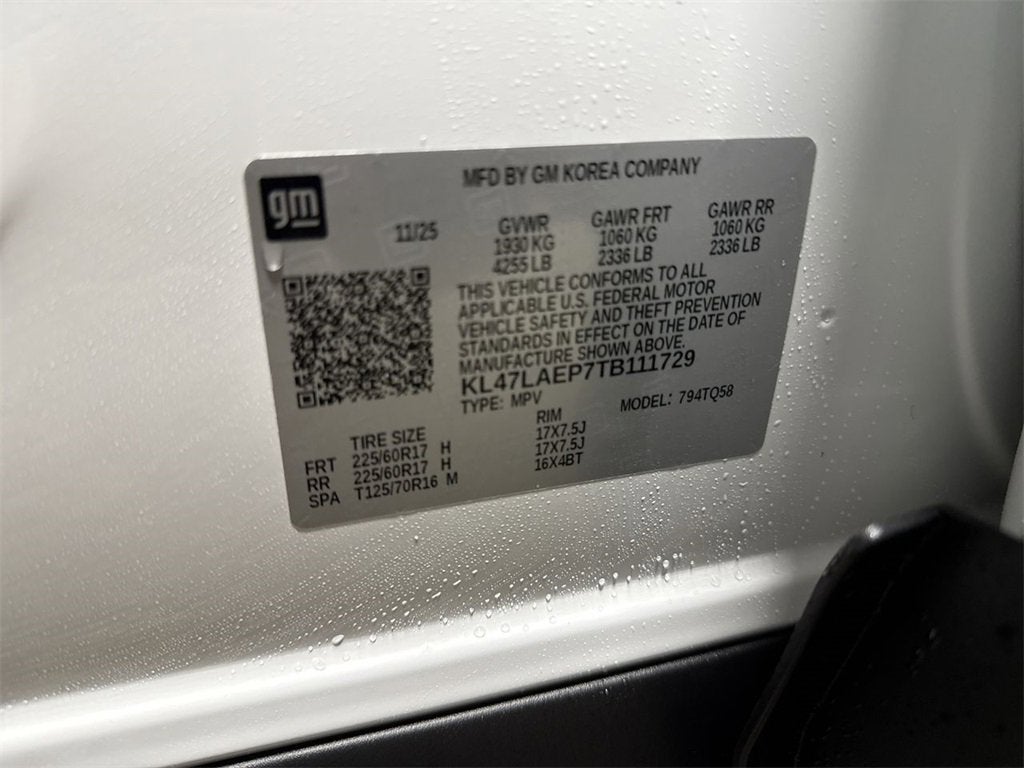 gm
MFD BY GM KOREA COMPANY
11/25
GVWR GAWR FRT GAWR RR
1930 KG 1060 KG 1060 KG
4255 LB 2336 LB 2336 LB
THIS VEHICLE CONFORMS TO ALL
APPLICABLE U.S. FEDERAL MOTOR
VEHICLE SAFETY AND THEFT PREVENTION
STANDARDS IN EFFECT ON THE DATE OF
MANUFACTURE SHOWN ABOVE.
KL47LAEP7TB111729
TYPE: MPV MODEL: 794TQ58
TIRE SIZE RIM
FRT 225/60R17 H 17X7.5J
RR 225/60R17 H 17X7.5J
SPA T125/70R16 M 16X4BT